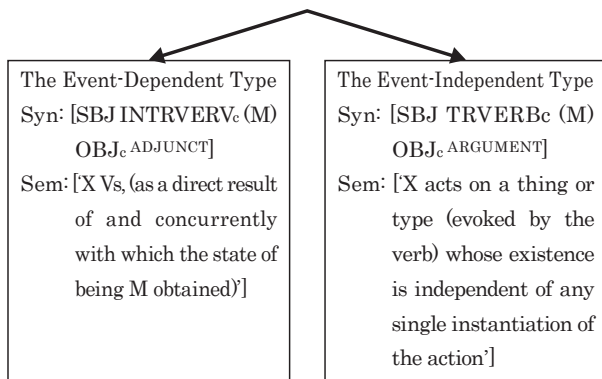 The Event-Dependent Type
Syn: [SBJ INTRVERVc (M)
OBJc ADJUNCT]
Sem: [‘X Vs, (as a direct result
of and concurrently
with which the state of
being M obtained)’]
The Event-Independent Type
Syn: [SBJ TRVERBc (M)
OBJc ARGUMENT]
Sem: [‘X acts on a thing or
type (evoked by the
verb) whose existence
is independent of any
single instantiation of
the action’]